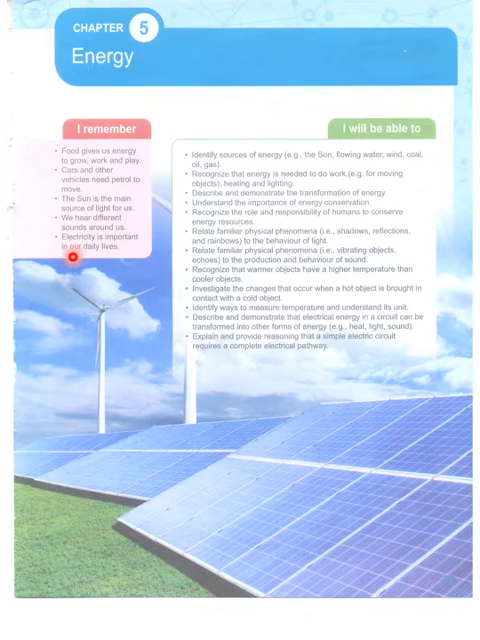 CHAPTER 5
Energy
I remember
• Food gives us energy
to grow, work and play.
• Cars and other
vehicles need petrol to
move.
• The Sun is the main
source of light for us.
• We hear different
sounds around us.
• Electricity is important
in our daily lives.
I will be able to
• Identify sources of energy (e.g., the Sun, flowing water, wind, coal,
oil, gas).
• Recognize that energy is needed to do work,(e.g. for moving
objects), heating and lighting.
• Describe and demonstrate the transformation of energy.
• Understand the importance of energy conservation.
• Recognize the role and responsibility of humans to conserve
energy resources.
• Relate familiar physical phenomena (i.e., shadows, reflections,
and rainbows) to the behaviour of light.
• Relate familiar physical phenomena (i.e., vibrating objects,
echoes) to the production and behaviour of sound.
• Recognize that warmer objects have a higher temperature than
cooler objects.
• Investigate the changes that occur when a hot object is brought in
contact with a cold object.
• Identify ways to measure temperature and understand its unit.
• Describe and demonstrate that electrical energy in a circuit can be
transformed into other forms of energy (e.g., heat, light, sound).
• Explain and provide reasoning that a simple electric circuit
requires a complete electrical pathway.